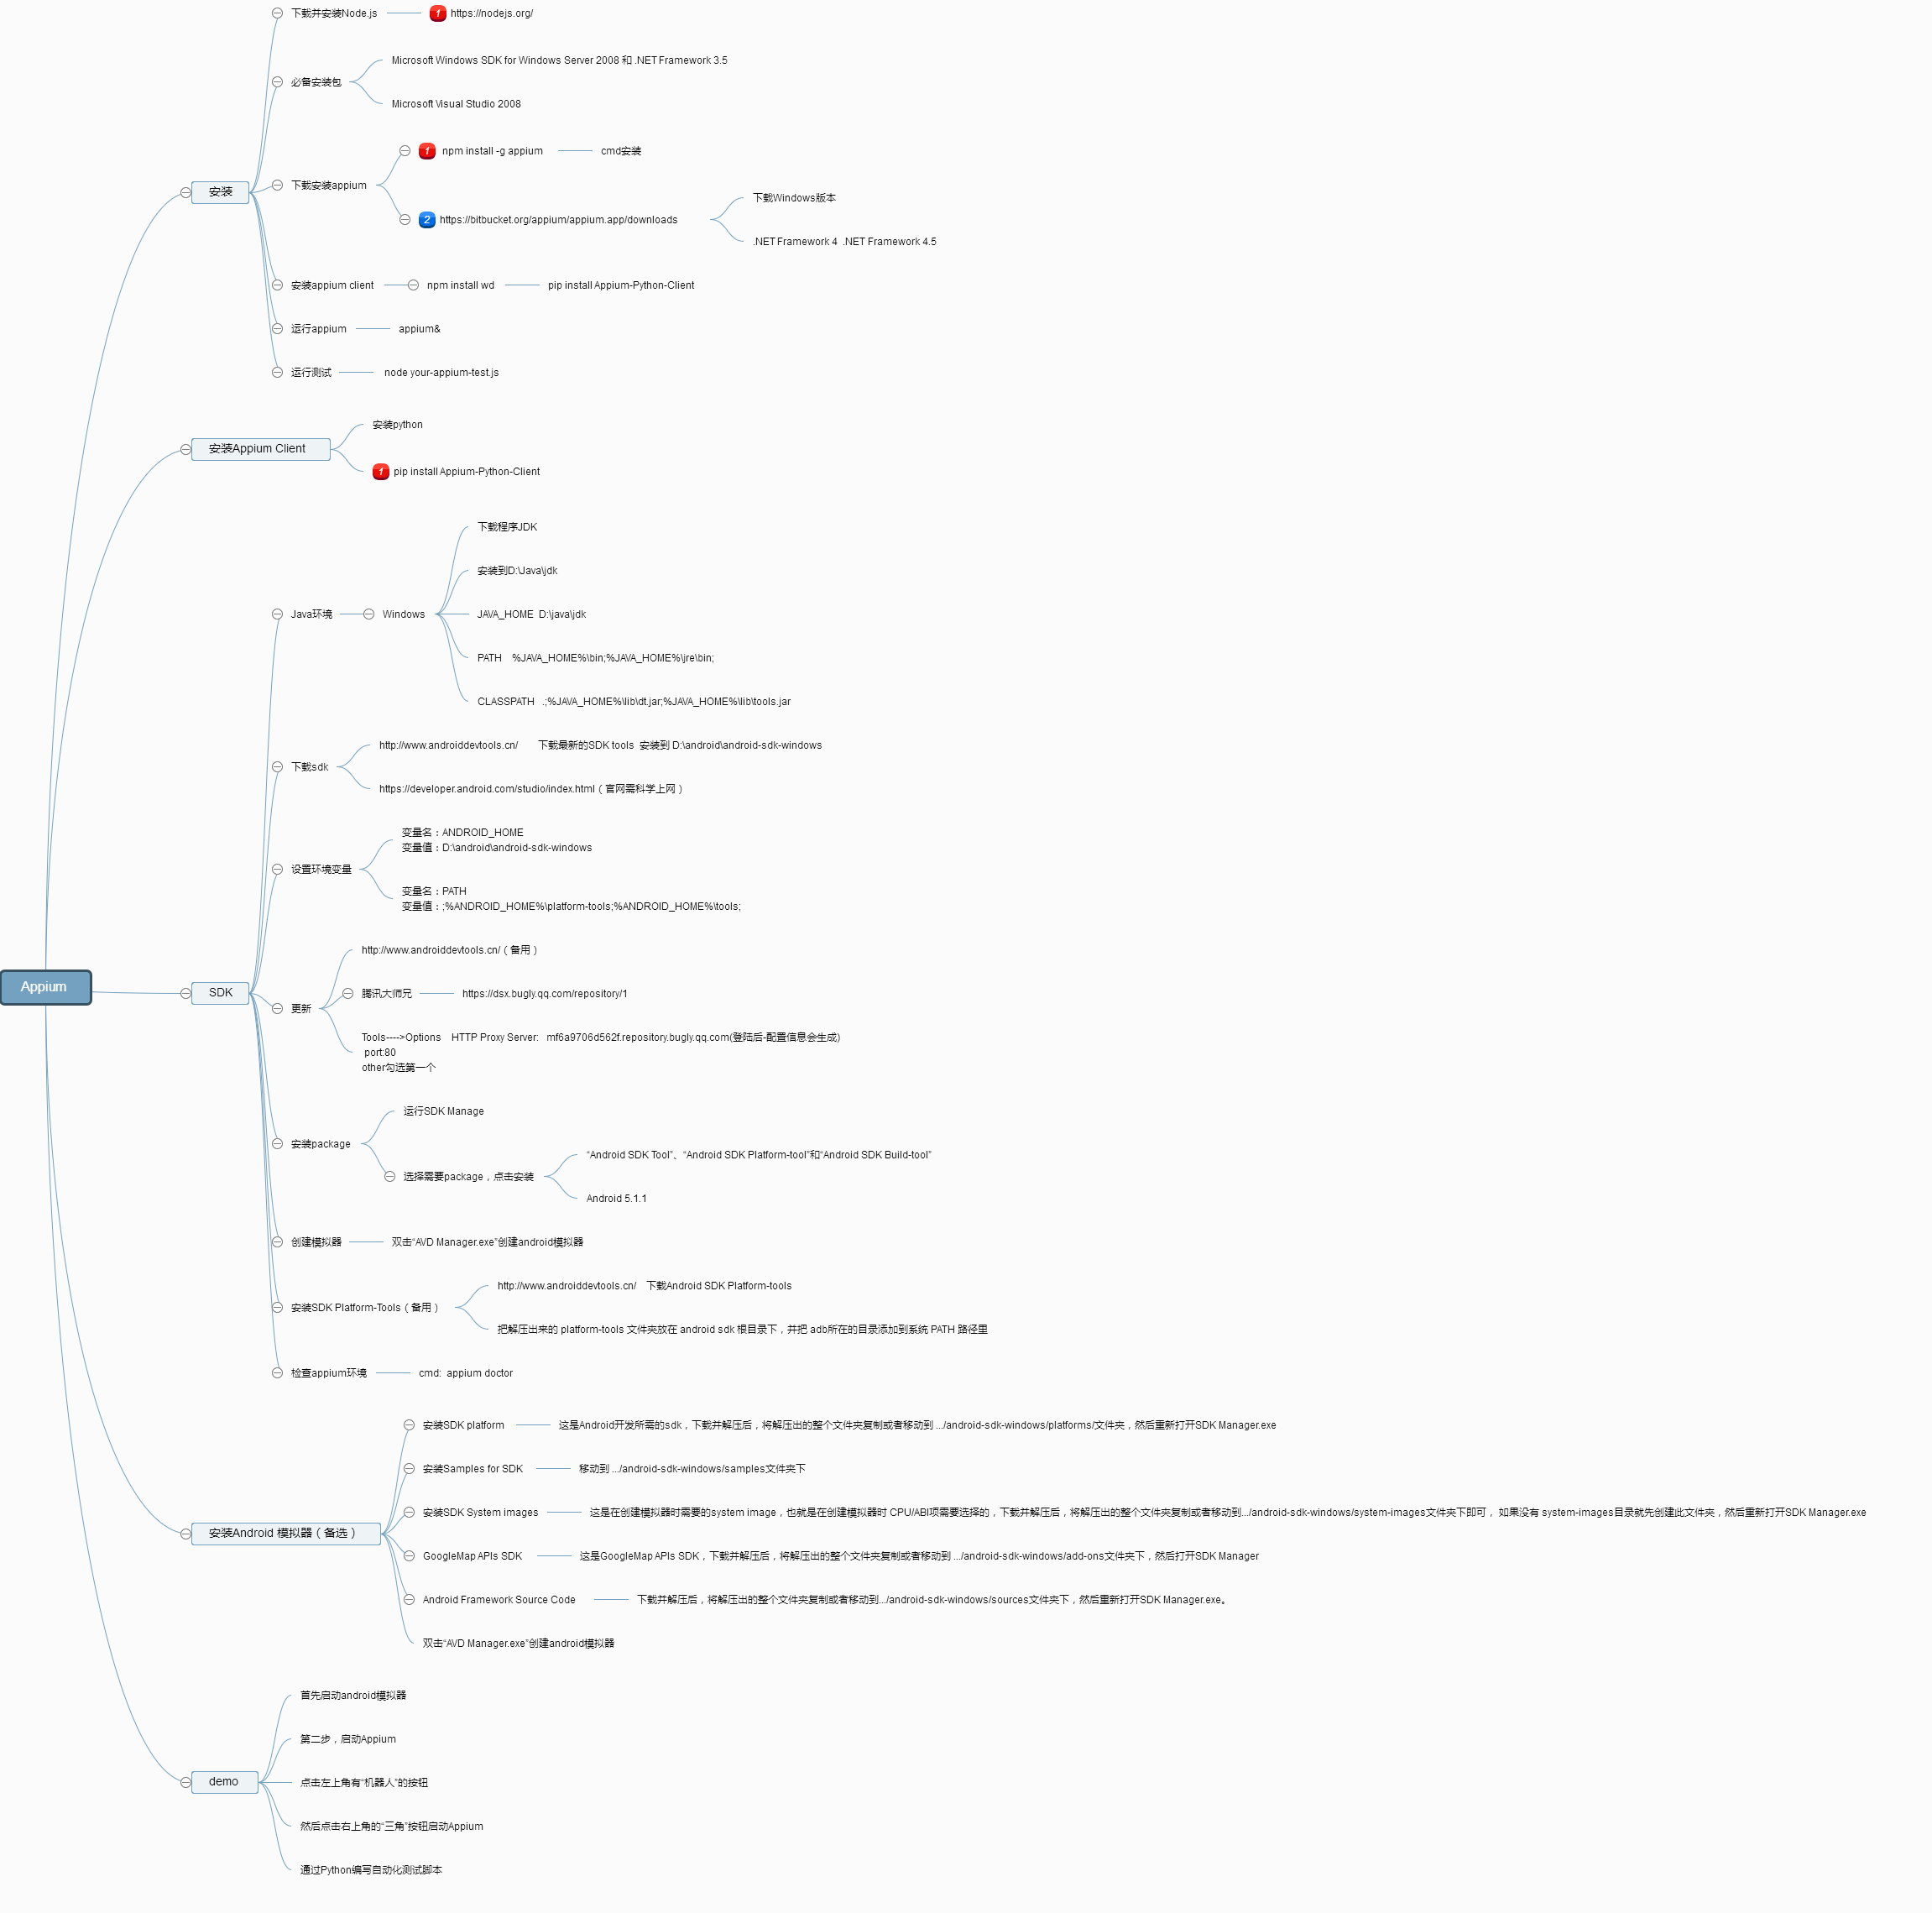 Appium
安装
下载并安装Node.js
1
https://nodejs.org/
必备安装包
Microsoft Windows SDK for Windows Server 2008 和 .NET Framework 3.5
Microsoft Visual Studio 2008
下载安装appium
1
npm install -g appium
cmd安装
2
https://bitbucket.org/appium/appium.app/downloads
下载Windows版本
.NET Framework 4 .NET Framework 4.5
安装appium client
npm install wd
pip install Appium-Python-Client
运行appium
appium&
运行测试
node your-appium-test.js
安装Appium Client
安装python
1
pip install Appium-Python-Client
SDK
Java环境
Windows
下载程序JDK
安装到D:\Java\jdk
JAVA_HOME D:\java\jdk
PATH %JAVA_HOME%\bin;%JAVA_HOME%\jre\bin;
CLASSPATH .;%JAVA_HOME%\lib\dt.jar;%JAVA_HOME%\lib\tools.jar
下载sdk
http://www.androiddevtools.cn/ 下载最新的SDK tools 安装到 D:\android\android-sdk-windows
https://developer.android.com/studio/index.html（官网需科学上网）
设置环境变量
变量名：ANDROID_HOME
变量值：D:\android\android-sdk-windows
变量名：PATH
变量值：;%ANDROID_HOME%\platform-tools;%ANDROID_HOME%\tools;
更新
http://www.androiddevtools.cn/（备用）
腾讯大师兄
https://dsx.bugly.qq.com/repository/1
Tools---->Options HTTP Proxy Server: mf6a9706d562f.repository.bugly.qq.com(登陆后-配置信息会生成)
port:80
other勾选第一个
安装package
运行SDK Manage
选择需要package，点击安装
“Android SDK Tool”、“Android SDK Platform-tool”和“Android SDK Build-tool”
Android 5.1.1
创建模拟器
双击“AVD Manager.exe”创建android模拟器
安装SDK Platform-Tools（备用）
http://www.androiddevtools.cn/ 下载Android SDK Platform-tools
把解压出来的 platform-tools 文件夹放在 android sdk 根目录下，并把 adb所在的目录添加到系统 PATH 路径里
检查appium环境
cmd: appium doctor
安装Android 模拟器（备选）
安装SDK platform
这是Android开发所需的sdk，下载并解压后，将解压出的整个文件夹复制或者移动到 .../android-sdk-windows/platforms/文件夹，然后重新打开SDK Manager.exe
安装Samples for SDK
移动到 .../android-sdk-windows/samples文件夹下
安装SDK System images
这是在创建模拟器时需要的system image，也就是在创建模拟器时 CPU/ABI项需要选择的，下载并解压后，将解压出的整个文件夹复制或者移动到.../android-sdk-windows/system-images文件夹下即可， 如果没有 system-images目录就先创建此文件夹，然后重新打开SDK Manager.exe
GoogleMap APIs SDK
这是GoogleMap APIs SDK，下载并解压后，将解压出的整个文件夹复制或者移动到 .../android-sdk-windows/add-ons文件夹下，然后打开SDK Manager
Android Framework Source Code
下载并解压后，将解压出的整个文件夹复制或者移动到.../android-sdk-windows/sources文件夹下，然后重新打开SDK Manager.exe。
双击“AVD Manager.exe”创建android模拟器
demo
首先启动android模拟器
第二步，启动Appium
点击左上角有“机器人”的按钮
然后点击右上角的“三角”按钮启动Appium
通过Python编写自动化测试脚本